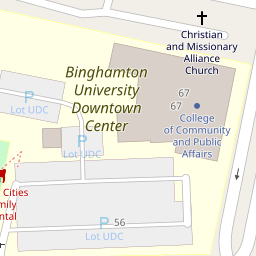 Christian
and Missionary
Alliance
Church
Binghamton
University
Downtown
Center
67
67
College
of Community
and Public
Affairs
P
Lot UDC
P
Lot UDC
Cities
mily
ntal
P
56
Lot UDC